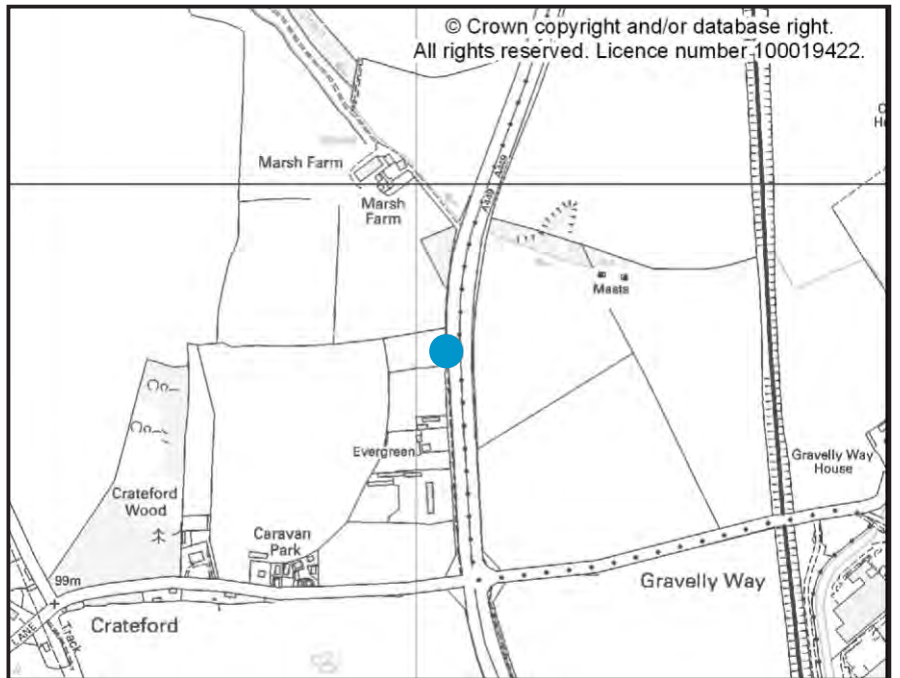 © Crown copyright and/or database right.
All rights reserved. Licence number 100019422.
Marsh Farm
Marsh
Farm
A449
A449
Masts
Evergreen
Gravelly Way
House
Crateford
Wood
Caravan
Park
99m
Gravelly Way
Crateford
LANE
Track